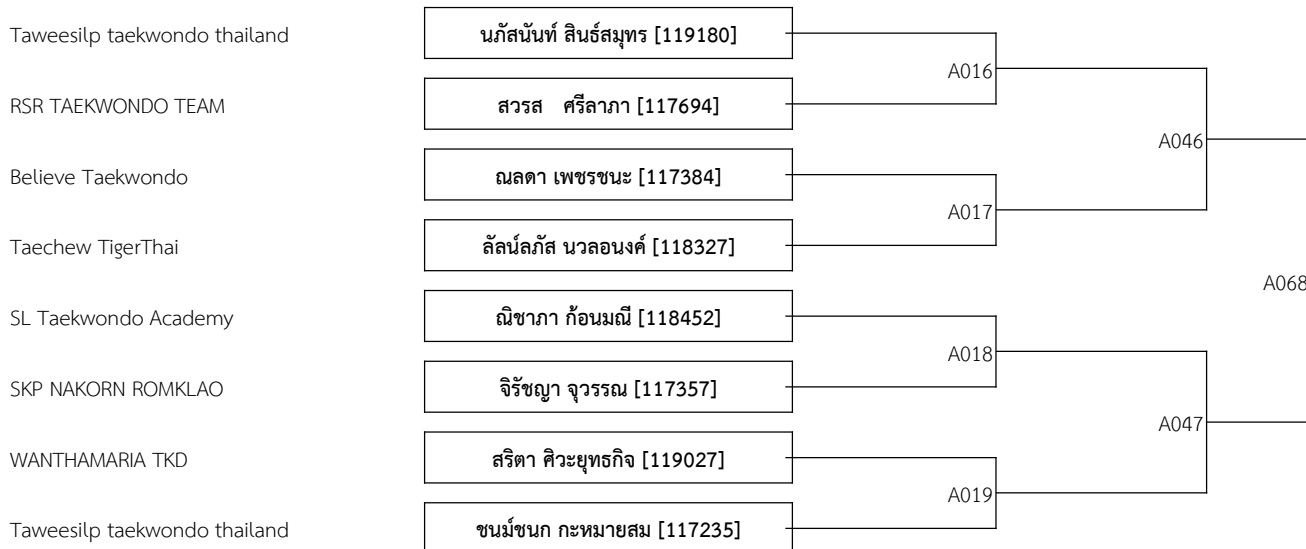 Taweesilp taekwondo thailand
นภัสนันท์ สินธ์สมุทร [119180]
A016
RSR TAEKWONDO TEAM
สวรส ศรีลาภา [117694]
A046
Believe Taekwondo
ณลดา เพชรชนะ [117384]
A017
Taechew TigerThai
ลัลน์ลภัส นวลอนงค์ [118327]
A068
SL Taekwondo Academy
ณิชาภา ก้อนมณี [118452]
A018
SKP NAKORN ROMKLAO
จิรัชญา จุวรรณ [117357]
A047
WANTHAMARIA TKD
สริตา ศิวะยุทธกิจ [119027]
A019
Taweesilp taekwondo thailand
ชนม์ชนก กะหมายสม [117235]